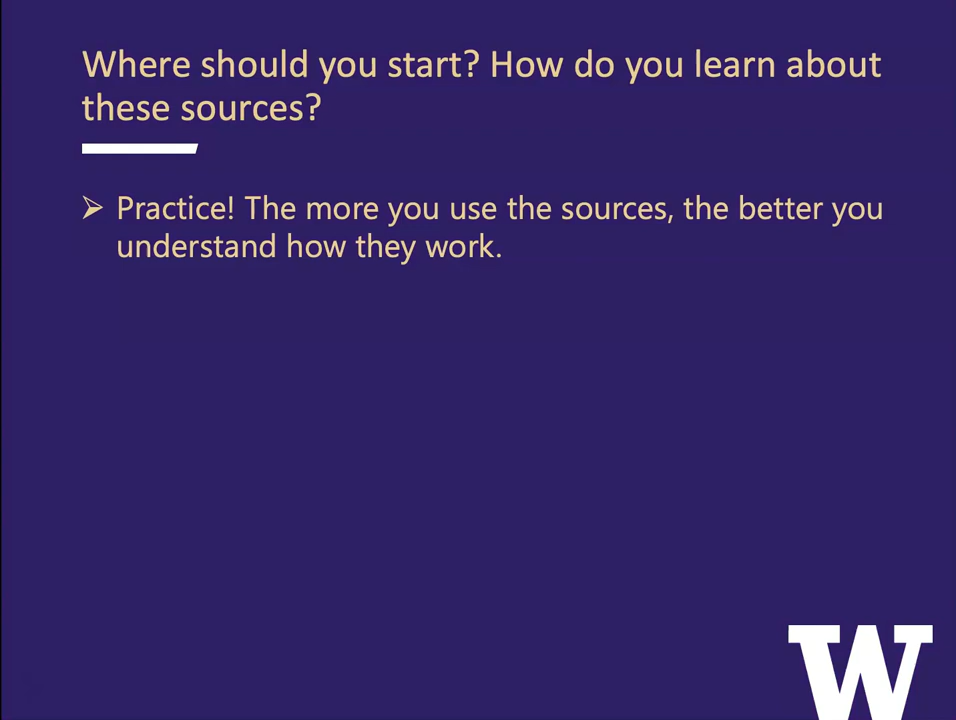 Where should you start? How do you learn about
these sources?
➢ Practice! The more you use the sources, the better you
understand how they work.
W